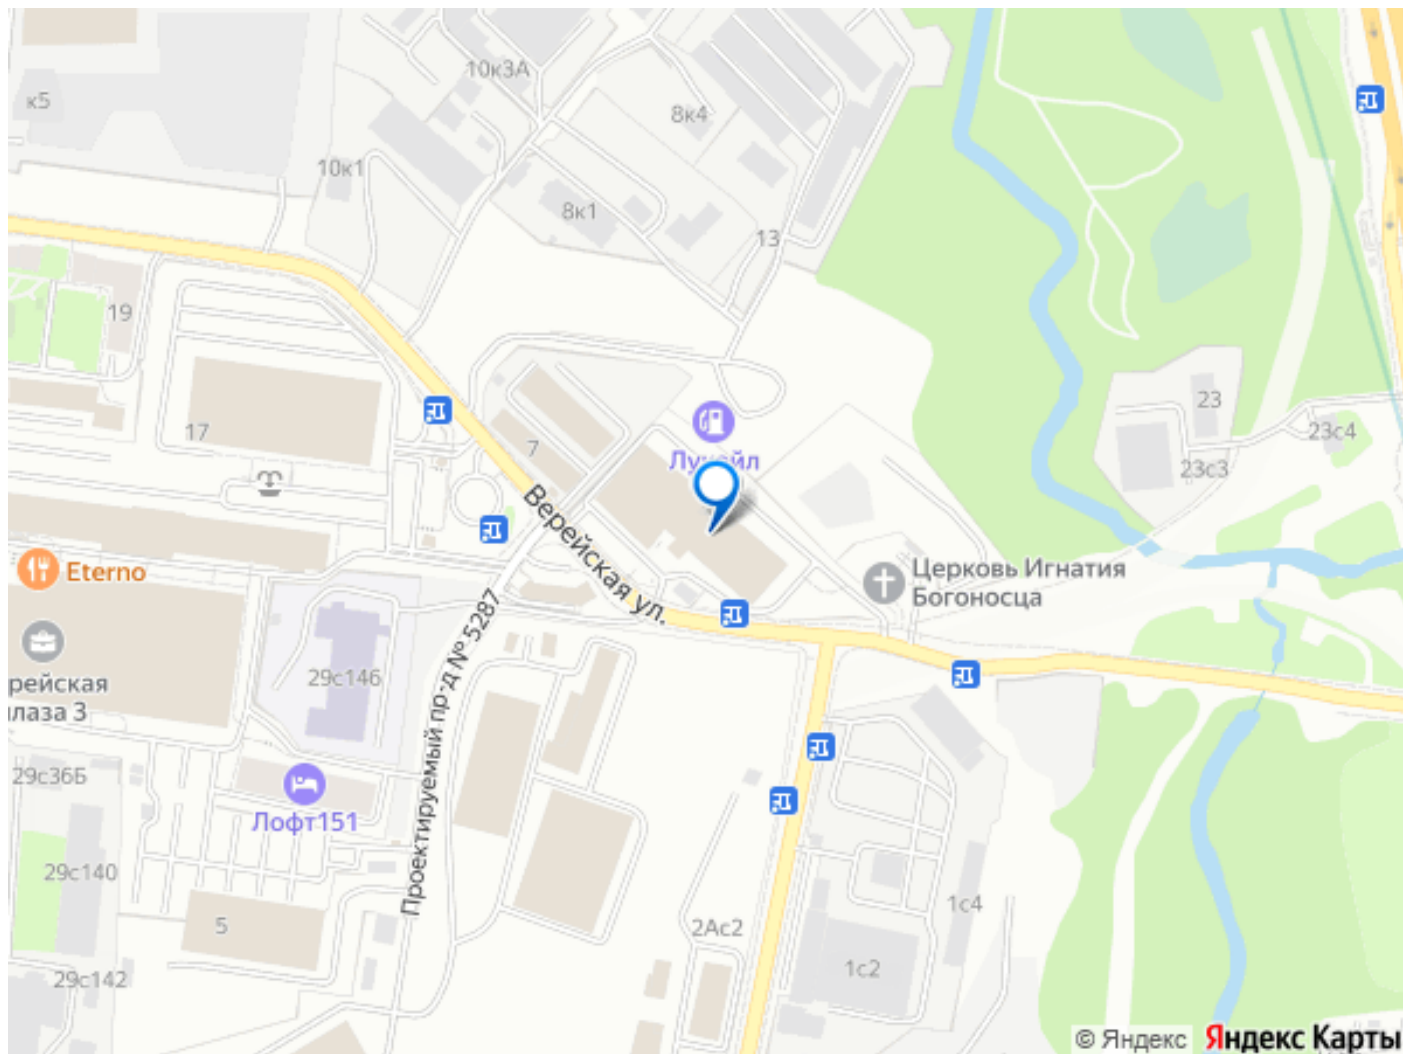 10к3А
к5
8к4
10к1
8к1
13
19
23
17
7
Лукойл
23с4
23с3
Верейская ул.
Eterno
Церковь Игнатия
Богоносца
рейская
лаза 3
29с146
Проектируемый пр-д № 5287
29с36Б
Лофт151
29с140
5
29с142
2Ас2
1с4
1с2
© Яндекс Яндекс Карты